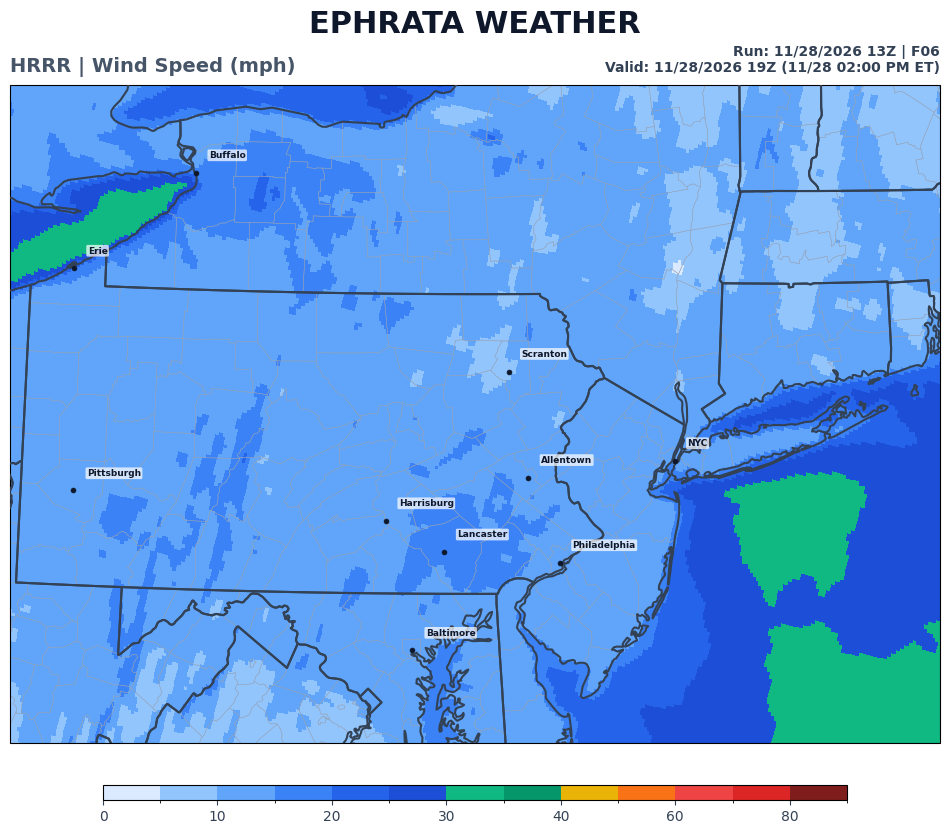 EPHRATA WEATHER
HRRR | Wind Speed (mph)
Run: 11/28/2026 13Z | F06
Valid: 11/28/2026 19Z (11/28 02:00 PM ET)
Buffalo
Erie
Scranton
NYC
Pittsburgh
Allentown
Harrisburg
Lancaster
Philadelphia
Baltimore
0 10 20 30 40 50 60 70 80